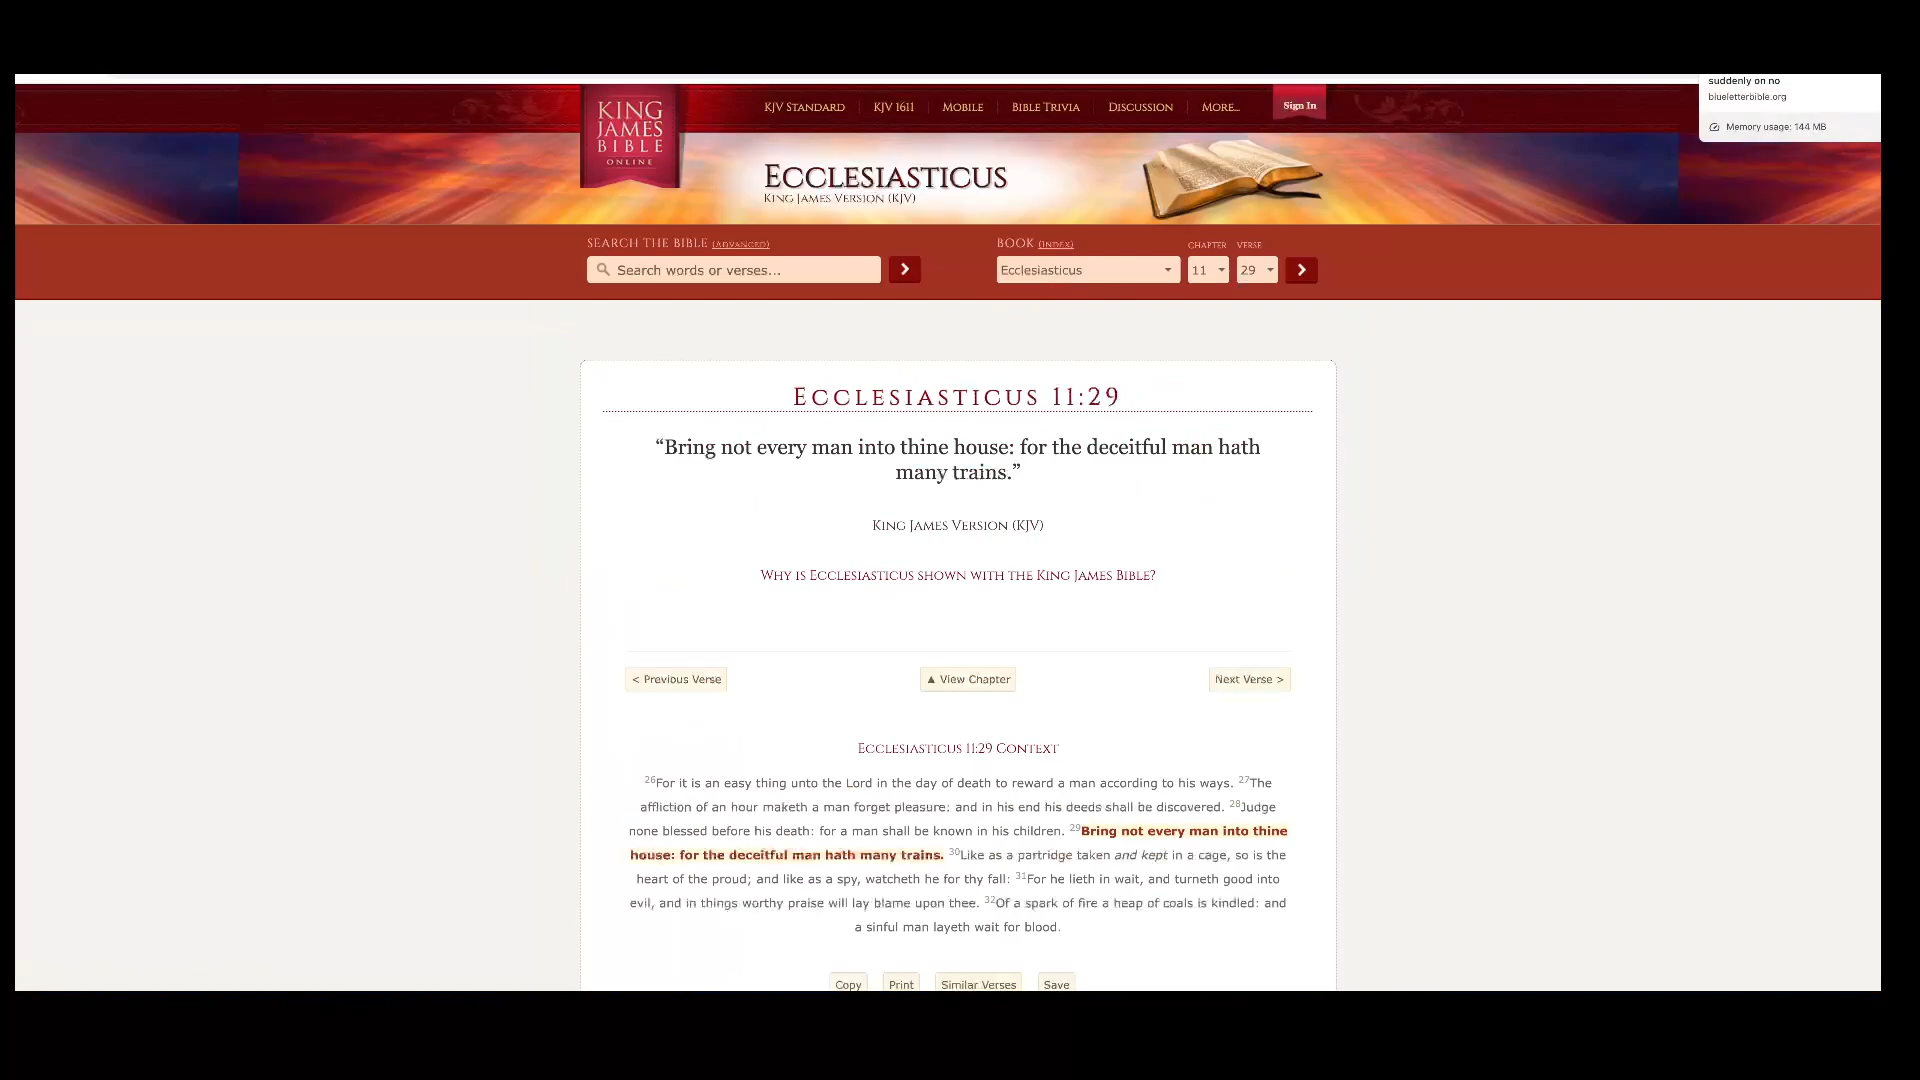 suddenly on no
blueletterbible.org
Memory usage: 144 MB
KING
JAMES
BIBLE
ONLINE
KJV Standard KJV 1611 Mobile Bible Trivia Discussion More... Sign In
Ecclesiasticus
King James Version (KJV)
Search the Bible (Advanced) Book (Index) Chapter Verse
Search words or verses... Ecclesiasticus 11 29
Ecclesiasticus 11:29
“Bring not every man into thine house: for the deceitful man hath
many trains.”
King James Version (KJV)
Why is Ecclesiasticus shown with the King James Bible?
< Previous Verse ▲ View Chapter Next Verse >
Ecclesiasticus 11:29 Context
26For it is an easy thing unto the Lord in the day of death to reward a man according to his ways. 27The
affliction of an hour maketh a man forget pleasure: and in his end his deeds shall be discovered. 28Judge
none blessed before his death: for a man shall be known in his children. 29Bring not every man into thine
house: for the deceitful man hath many trains. 30Like as a partridge taken and kept in a cage, so is the
heart of the proud; and like as a spy, watcheth he for thy fall: 31For he lieth in wait, and turneth good into
evil, and in things worthy praise will lay blame upon thee. 32Of a spark of fire a heap of coals is kindled: and
a sinful man layeth wait for blood.
Copy Print Similar Verses Save